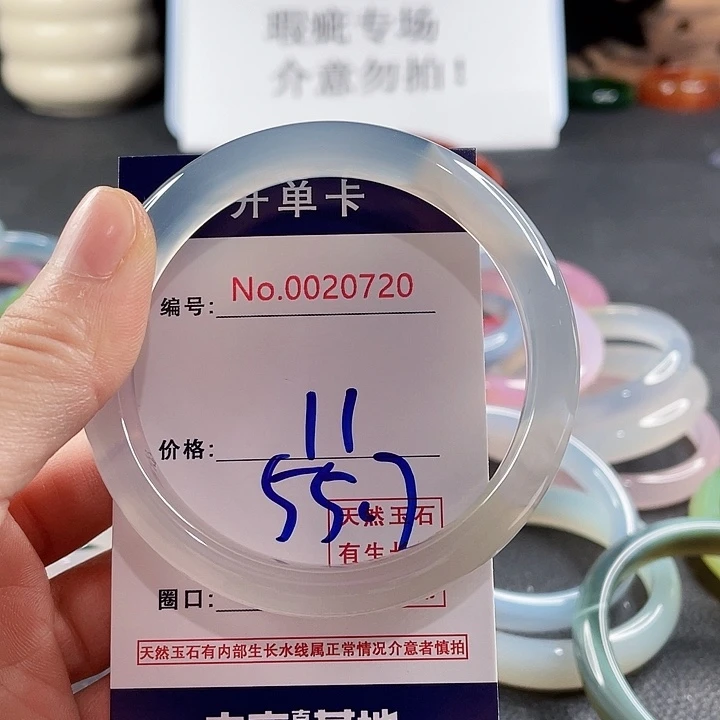 瑕疵专场
介意勿拍!
开单卡
编号: No.0020720
价格: 11
55.7
天然玉石
有生长
圈口:
天然玉石有内部生长水线属正常情况介意者慎拍